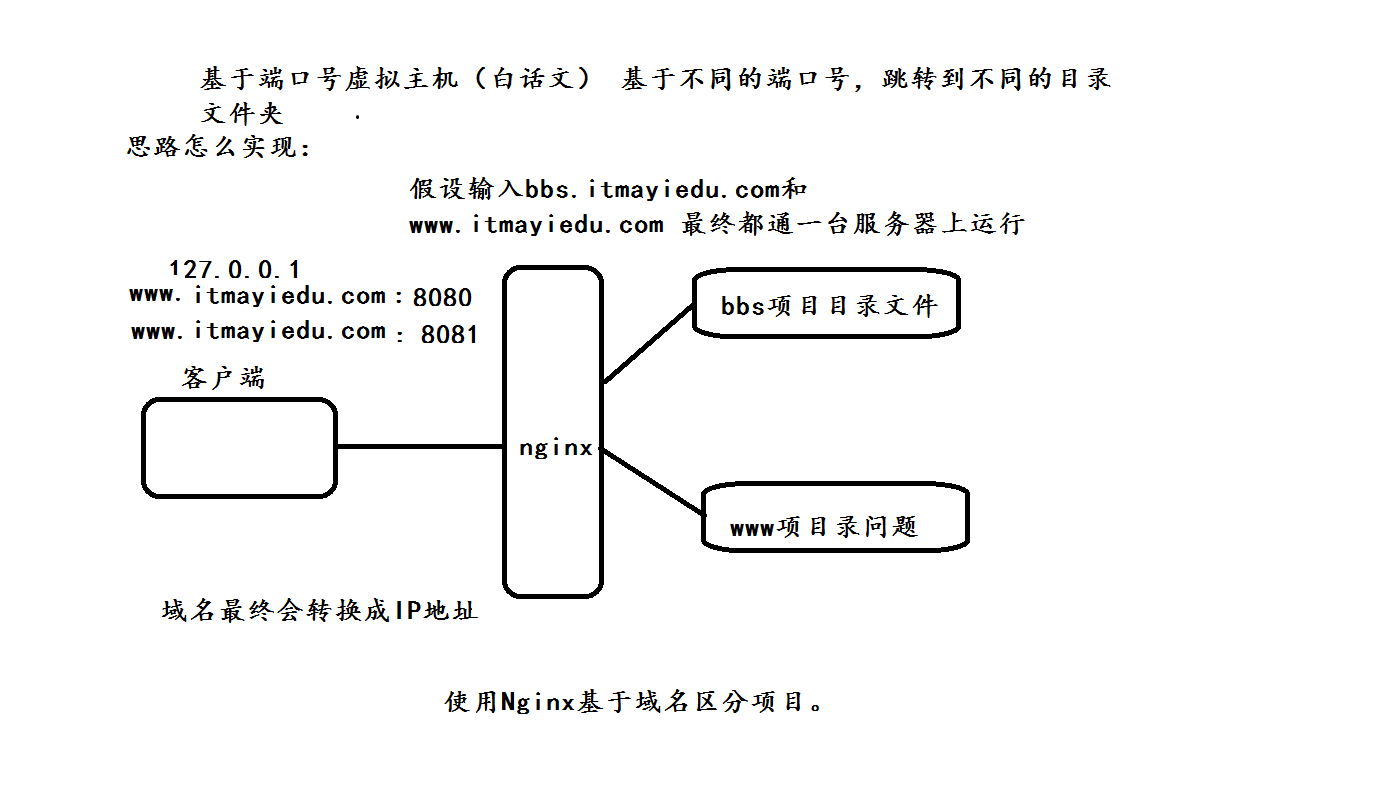 基于端口号虚拟主机（白话文） 基于不同的端口号，跳转到不同的目录
文件夹
思路怎么实现：
假设输入bbs.itmayiedu.com和
www.itmayiedu.com 最终都通一台服务器上运行
127.0.0.1
www.itmayiedu.com：8080
www.itmayiedu.com：8081
客户端
bbs项目目录文件
nginx
www项目录问题
域名最终会转换成IP地址
使用Nginx基于域名区分项目。